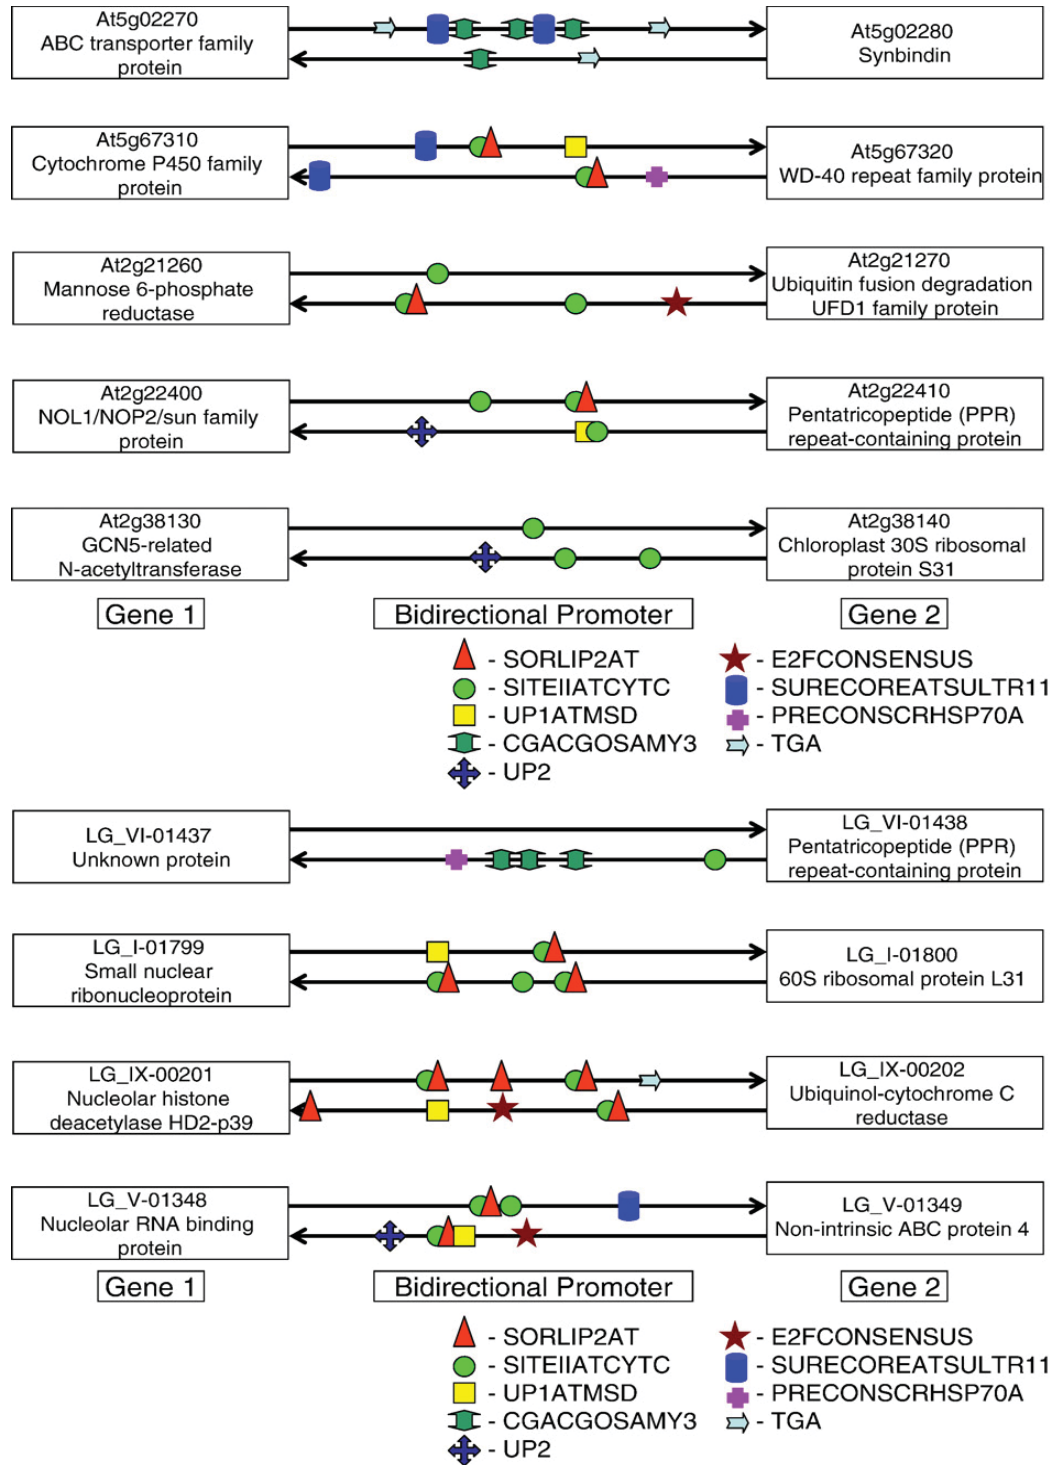 At5g02270
ABC transporter family
protein
At5g02280
Synbindin
At5g67310
Cytochrome P450 family
protein
At5g67320
WD-40 repeat family protein
At2g21260
Mannose 6-phosphate
reductase
At2g21270
Ubiquitin fusion degradation
UFD1 family protein
At2g22400
NOL1/NOP2/sun family
protein
At2g22410
Pentatricopeptide (PPR)
repeat-containing protein
At2g38130
GCN5-related
N-acetyltransferase
At2g38140
Chloroplast 30S ribosomal
protein S31
Gene 1
Bidirectional Promoter
Gene 2
- SORLIP2AT
- SITEIIATCYTC
- UP1ATMSD
- CGACGOSAMY3
- UP2
- E2FCONSENSUS
- SURECOREATSULTR11
- PRECONSCRHSP70A
- TGA
LG_VI-01437
Unknown protein
LG_VI-01438
Pentatricopeptide (PPR)
repeat-containing protein
LG_I-01799
Small nuclear
ribonucleoprotein
LG_I-01800
60S ribosomal protein L31
LG_IX-00201
Nucleolar histone
deacetylase HD2-p39
LG_IX-00202
Ubiquinol-cytochrome C
reductase
LG_V-01348
Nucleolar RNA binding
protein
LG_V-01349
Non-intrinsic ABC protein 4
Gene 1
Bidirectional Promoter
Gene 2
- SORLIP2AT
- SITEIIATCYTC
- UP1ATMSD
- CGACGOSAMY3
- UP2
- E2FCONSENSUS
- SURECOREATSULTR11
- PRECONSCRHSP70A
- TGA